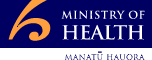 MINISTRY OF
HEALTH
MANATŪ HAUORA